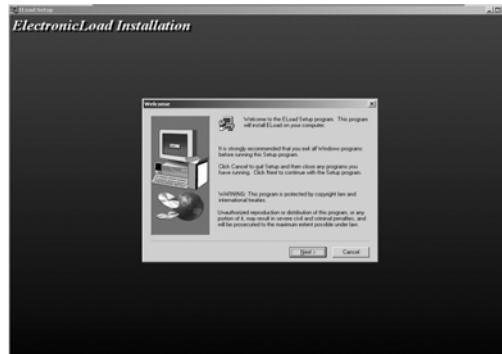 ELoad Setup
ElectronicLoad Installation
Welcome
Welcome to the ELoad Setup program. This program
will install ELoad on your computer.
It is strongly recommended that you exit all Windows programs
before running this Setup program.
Click Cancel to quit Setup and then close any programs you
have running. Click Next to continue with the Setup program.
WARNING: This program is protected by copyright law and
international treaties.
Unauthorized reproduction or distribution of this program, or any
portion of it, may result in severe civil and criminal penalties, and
will be prosecuted to the maximum extent possible under law.
Next >
Cancel